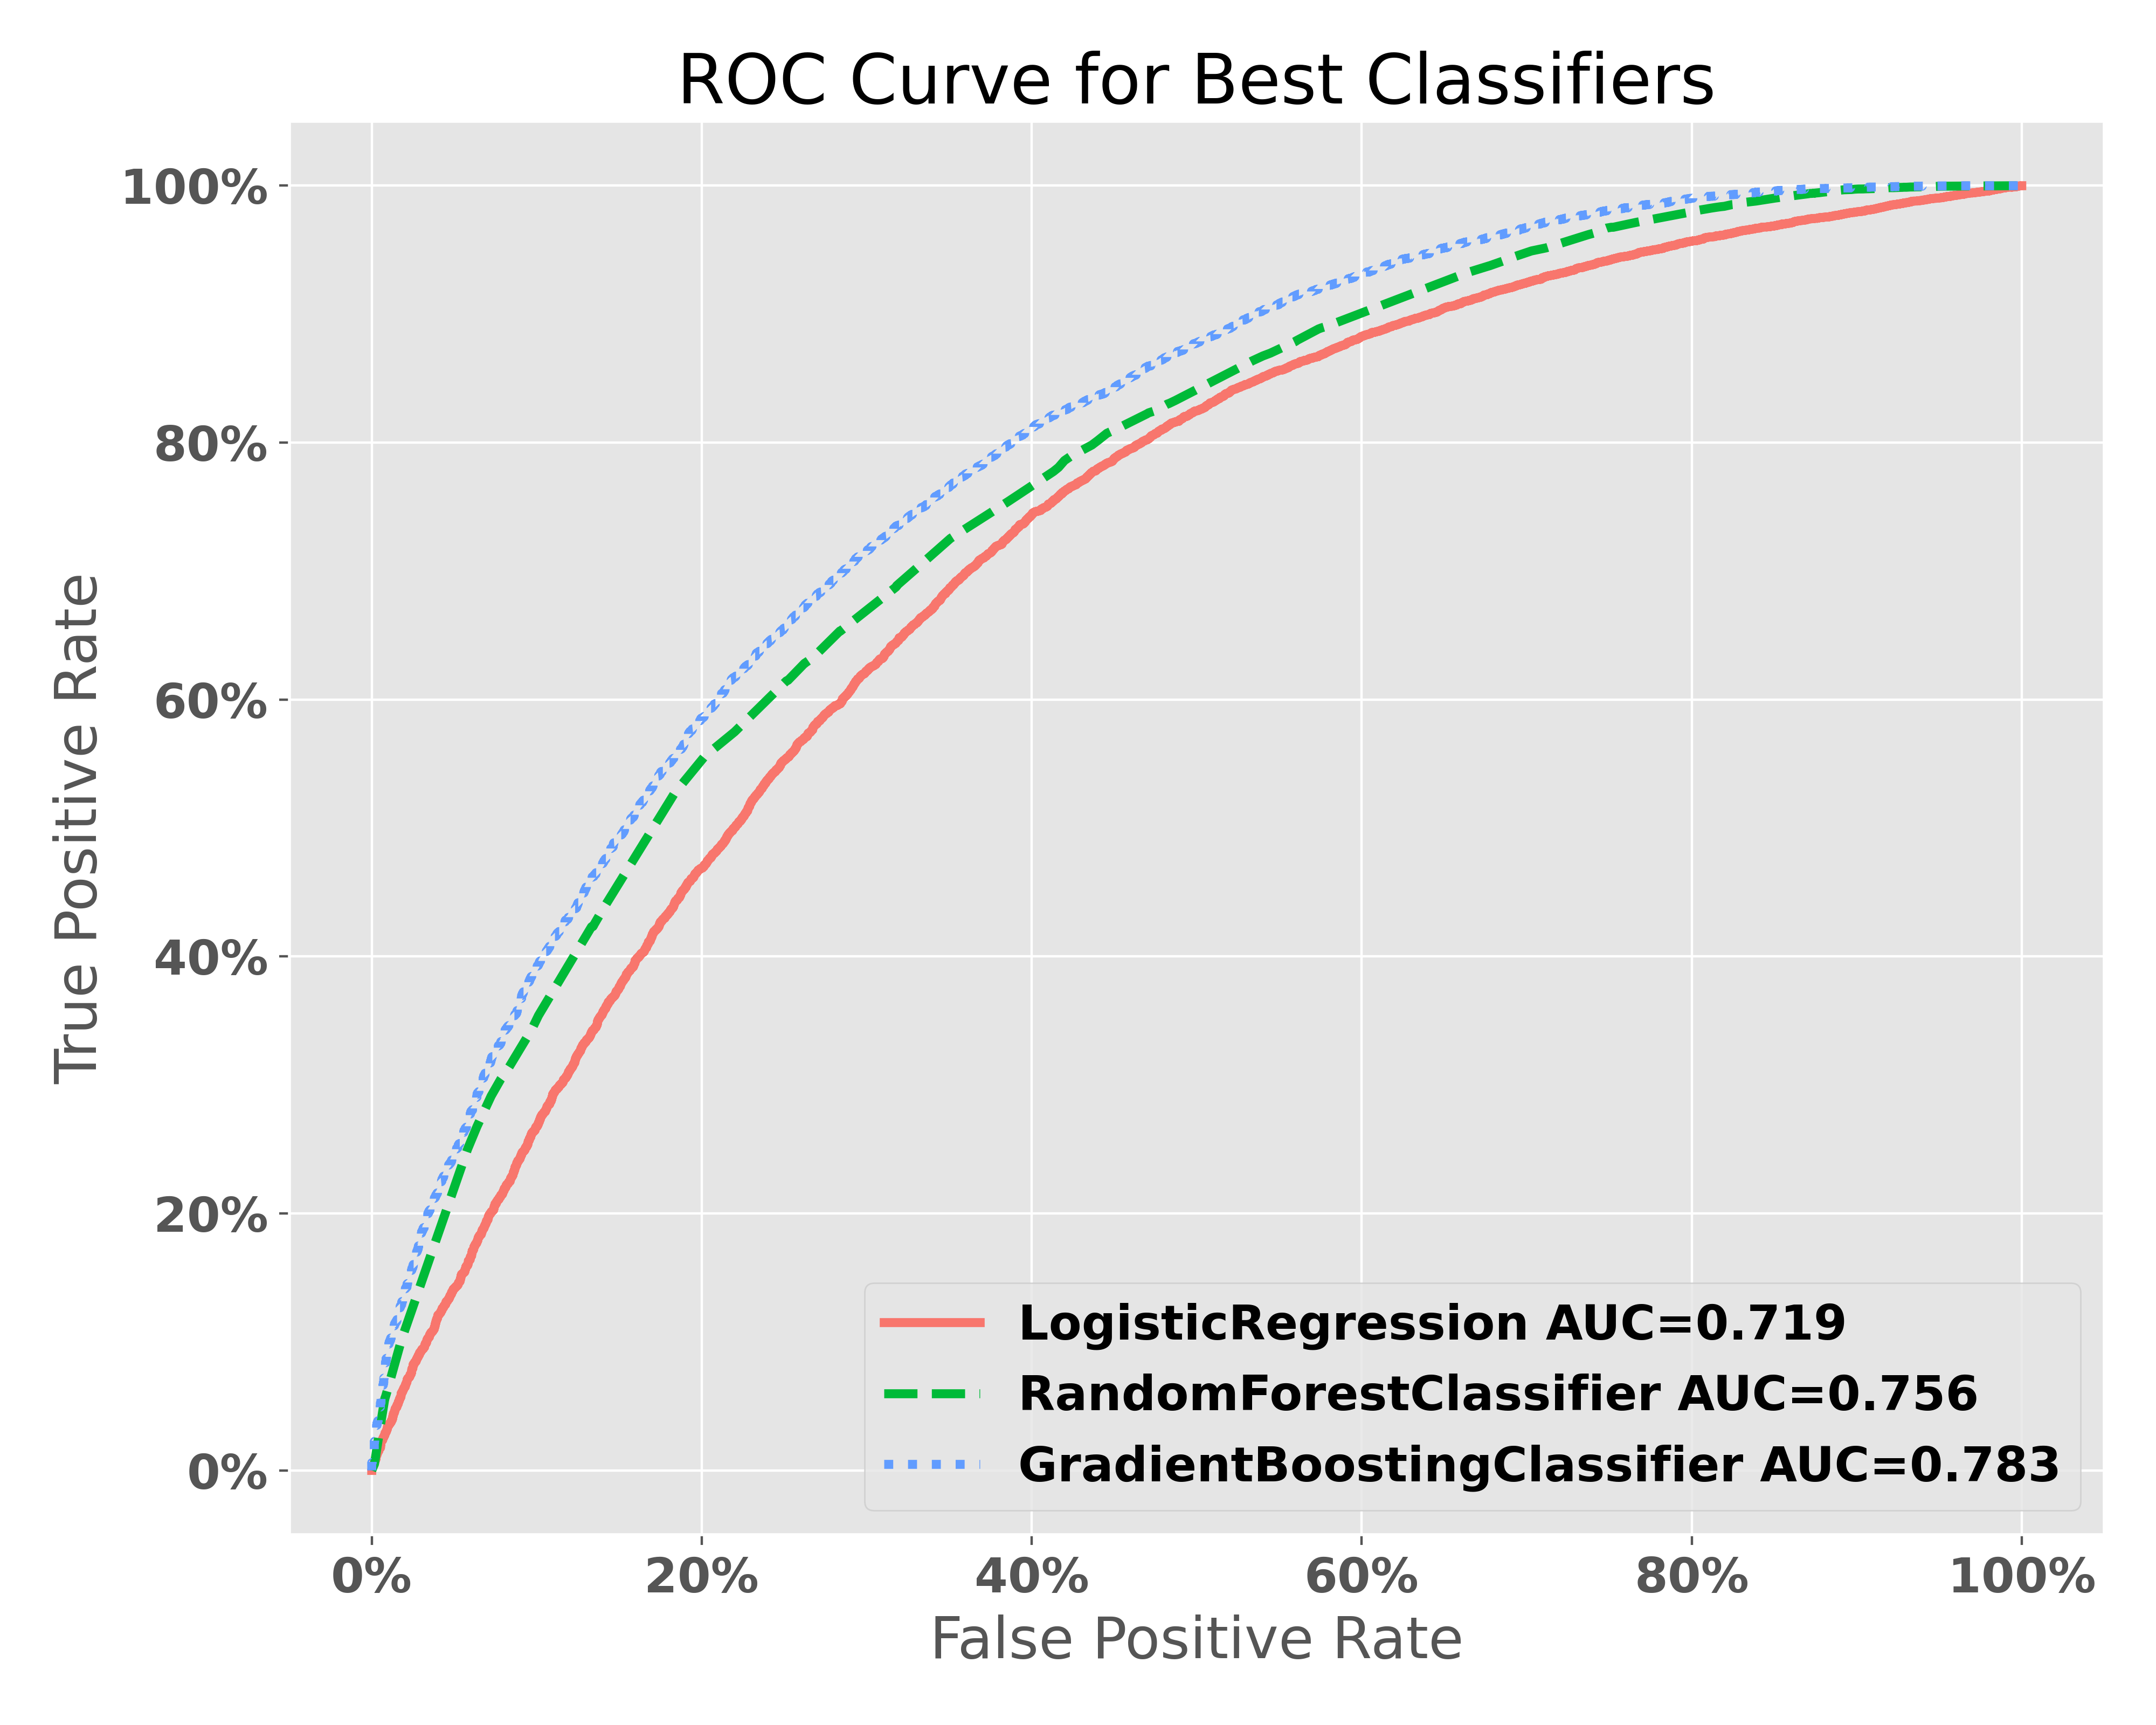 ROC Curve for Best Classifiers
100%
80%
60%
40%
20%
0%
True Positive Rate
LogisticRegression AUC=0.719
RandomForestClassifier AUC=0.756
GradientBoostingClassifier AUC=0.783
0% 20% 40% 60% 80% 100%
False Positive Rate